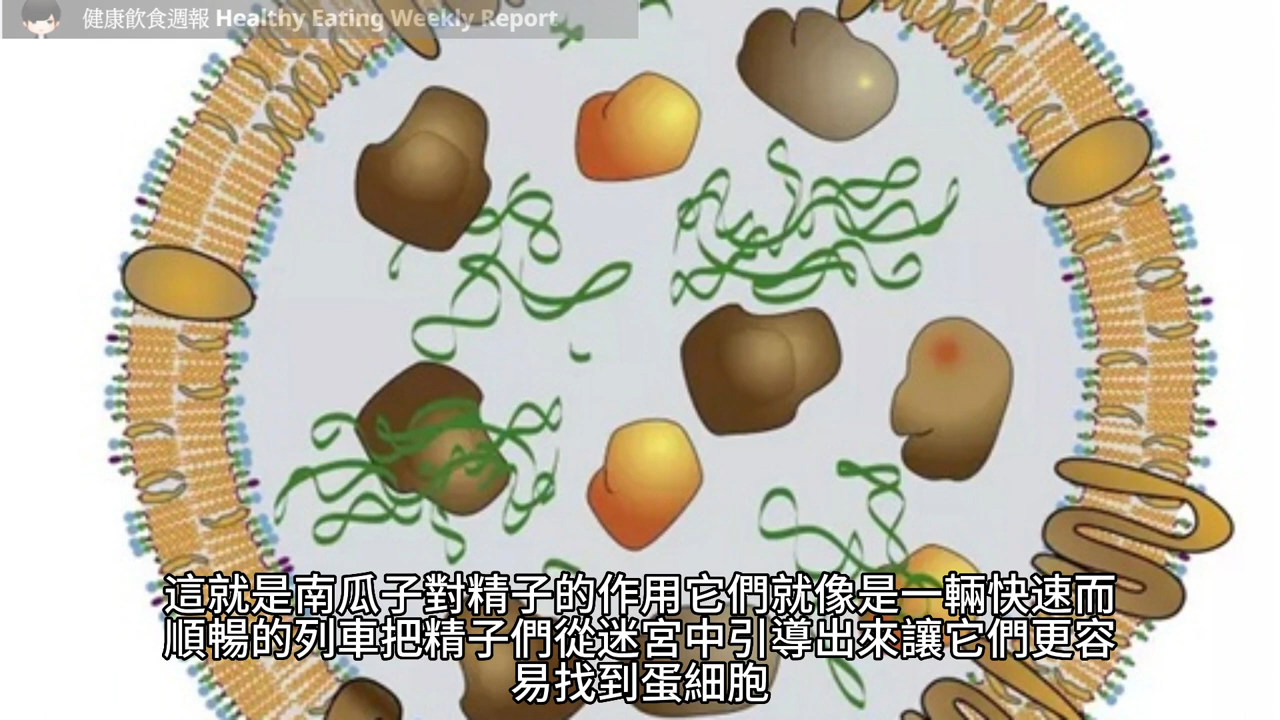 健康飲食週報 Healthy Eating Weekly Report
這就是南瓜子對精子的作用它們就像是一輛快速而
順暢的列車把精子們從迷宮中引導出來讓它們更容
易找到蛋細胞